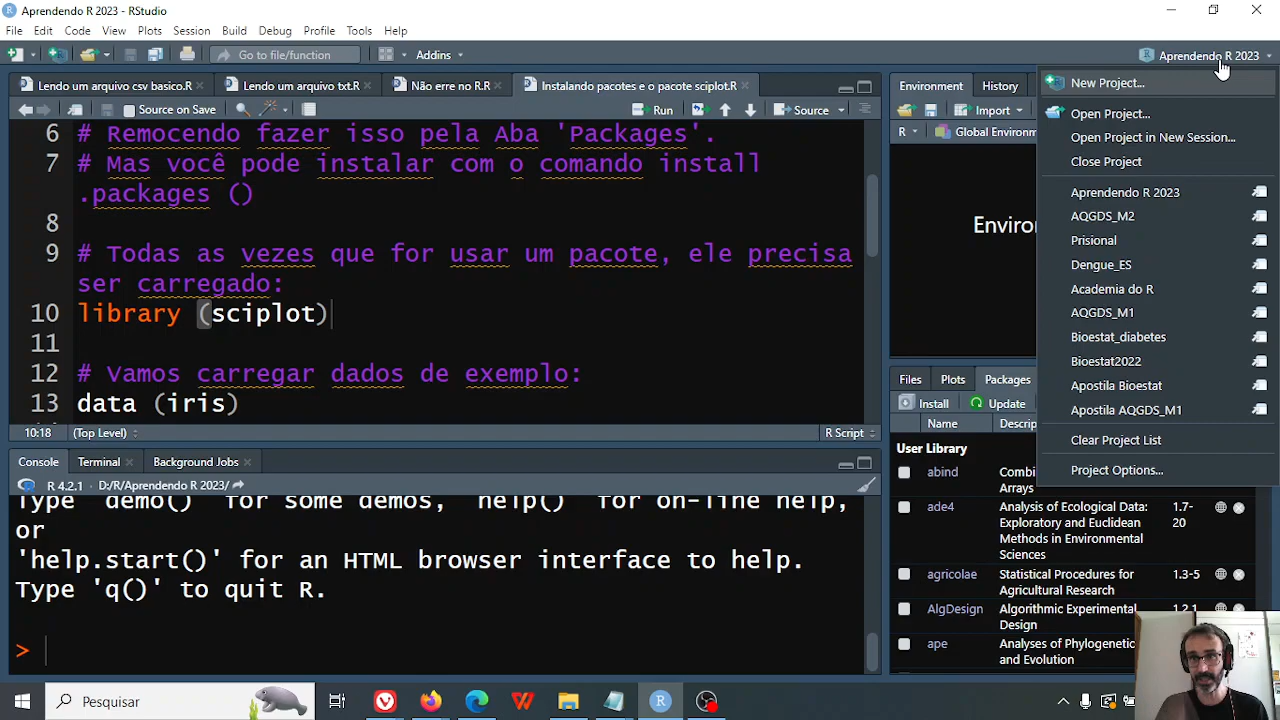 Aprendendo R 2023 - RStudio
File Edit Code View Plots Session Build Debug Profile Tools Help
Go to file/function Addins Aprendendo R 2023
Lendo um arquivo csv basico.R Lendo um arquivo txt.R Não erre no R.R Instalando pacotes e o pacote sciplot.R
Source on Save Run Source
6 # Remocendo fazer isso pela Aba 'Packages'.
7 # Mas você pode instalar com o comando install
.packages ()
8
9 # Todas as vezes que for usar um pacote, ele precisa
ser carregado:
10 library (sciplot)
11
12 # Vamos carregar dados de exemplo:
13 data (iris)
10:18 (Top Level) R Script
Console Terminal Background Jobs
R 4.2.1 · D:/R/Aprendendo R 2023/
Type 'demo()' for some demos, 'help()' for on-line help,
or
'help.start()' for an HTML browser interface to help.
Type 'q()' to quit R.
>
Environment History
Import
R Global Environm
Environ
New Project...
Open Project...
Open Project in New Session...
Close Project
Aprendendo R 2023
AQGDS_M2
Prisional
Dengue_ES
Academia do R
AQGDS_M1
Bioestat_diabetes
Bioestat2022
Apostila Bioestat
Apostila AQGDS_M1
Clear Project List
Project Options...
Files Plots Packages
Install Update
Name Descrip
User Library
abind Combi
Arrays
ade4 Analysis of Ecological Data: 1.7-
Exploratory and Euclidean 20
Methods in Environmental
Sciences
agricolae Statistical Procedures for 1.3-5
Agricultural Research
AlgDesign Algorithmic Experimental 1.2.1
Design
ape Analyses of Phylogenetic
and Evolution
Pesquisar